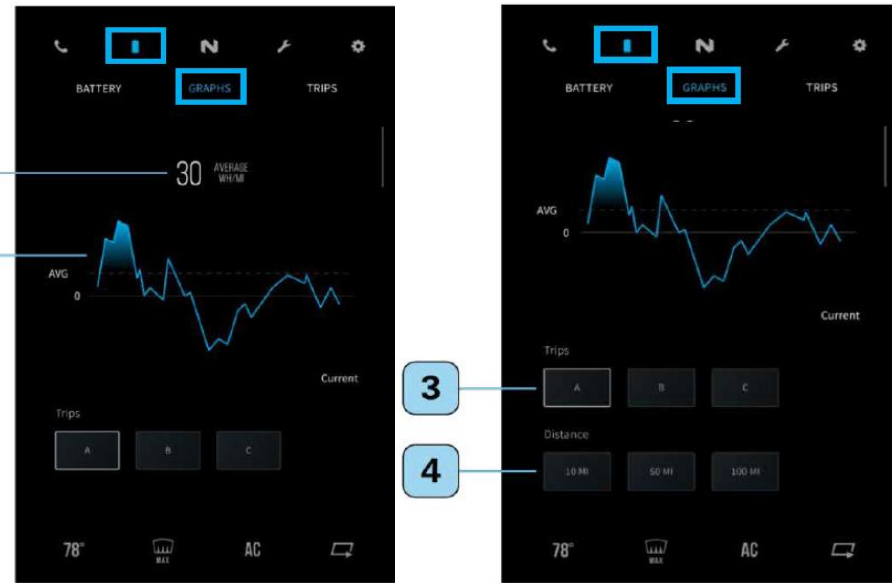 BATTERY GRAPHS TRIPS
30 AVERAGE
WH/MI
AVG
0
Current
Trips
A B C
78° MAX AC
BATTERY GRAPHS TRIPS
AVG
0
Current
3
Trips
A B C
4
Distance
10 MI 50 MI 100 MI
78° MAX AC